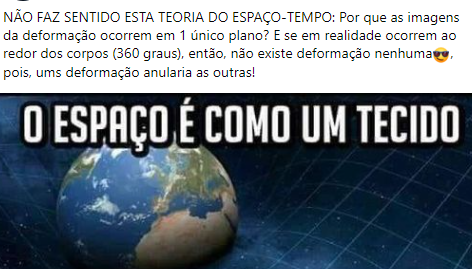 NÃO FAZ SENTIDO ESTA TEORIA DO ESPAÇO-TEMPO: Por que as imagens
da deformação ocorrem em 1 único plano? E se em realidade ocorrem ao
redor dos corpos (360 graus), então, não existe deformação nenhuma😎,
pois, ums deformação anularia as outras!
O ESPAÇO É COMO UM TECIDO